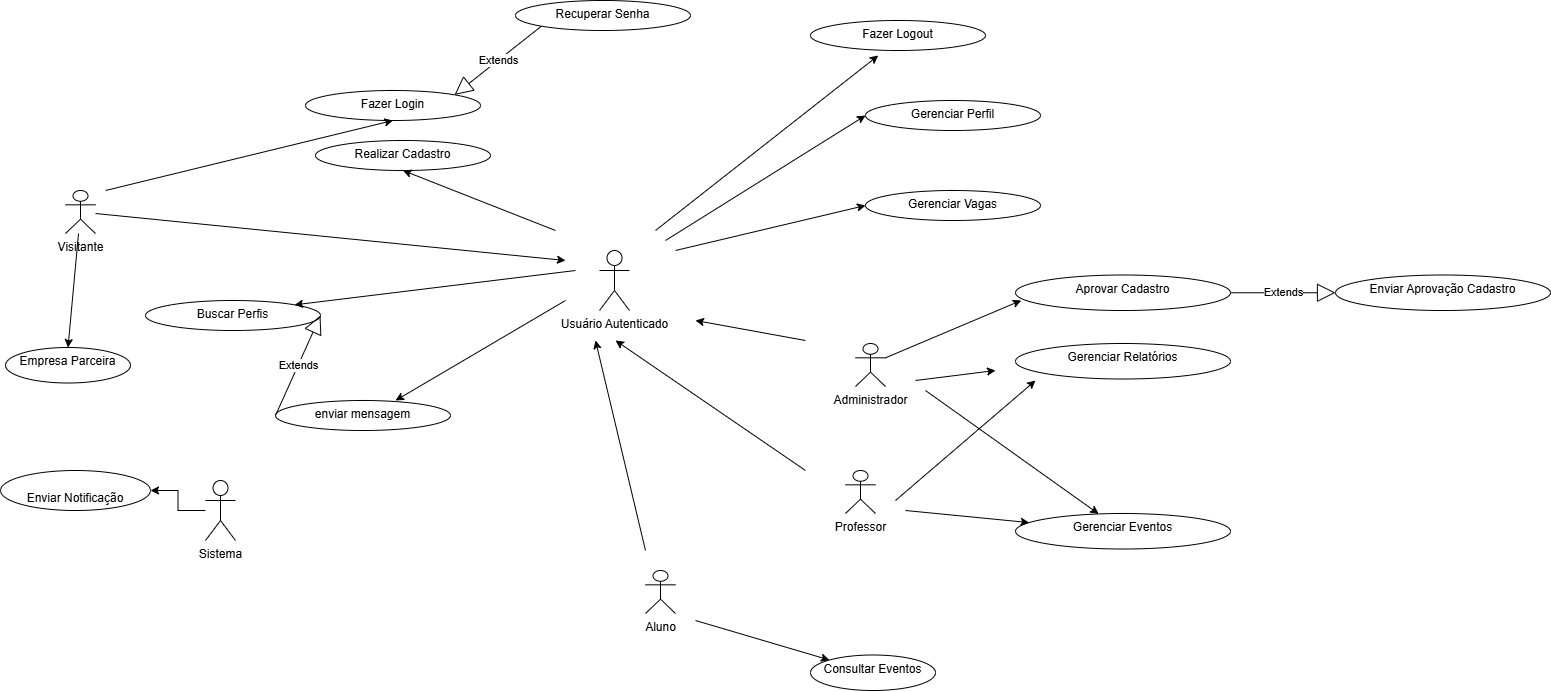 Recuperar Senha
Fazer Logout
Extends
Fazer Login
Gerenciar Perfil
Realizar Cadastro
Gerenciar Vagas
Visitante
Aprovar Cadastro
Extends
Enviar Aprovação Cadastro
Buscar Perfis
Usuário Autenticado
Empresa Parceira
Extends
Gerenciar Relatórios
Administrador
enviar mensagem
Enviar Notificação
Professor
Gerenciar Eventos
Sistema
Aluno
Consultar Eventos